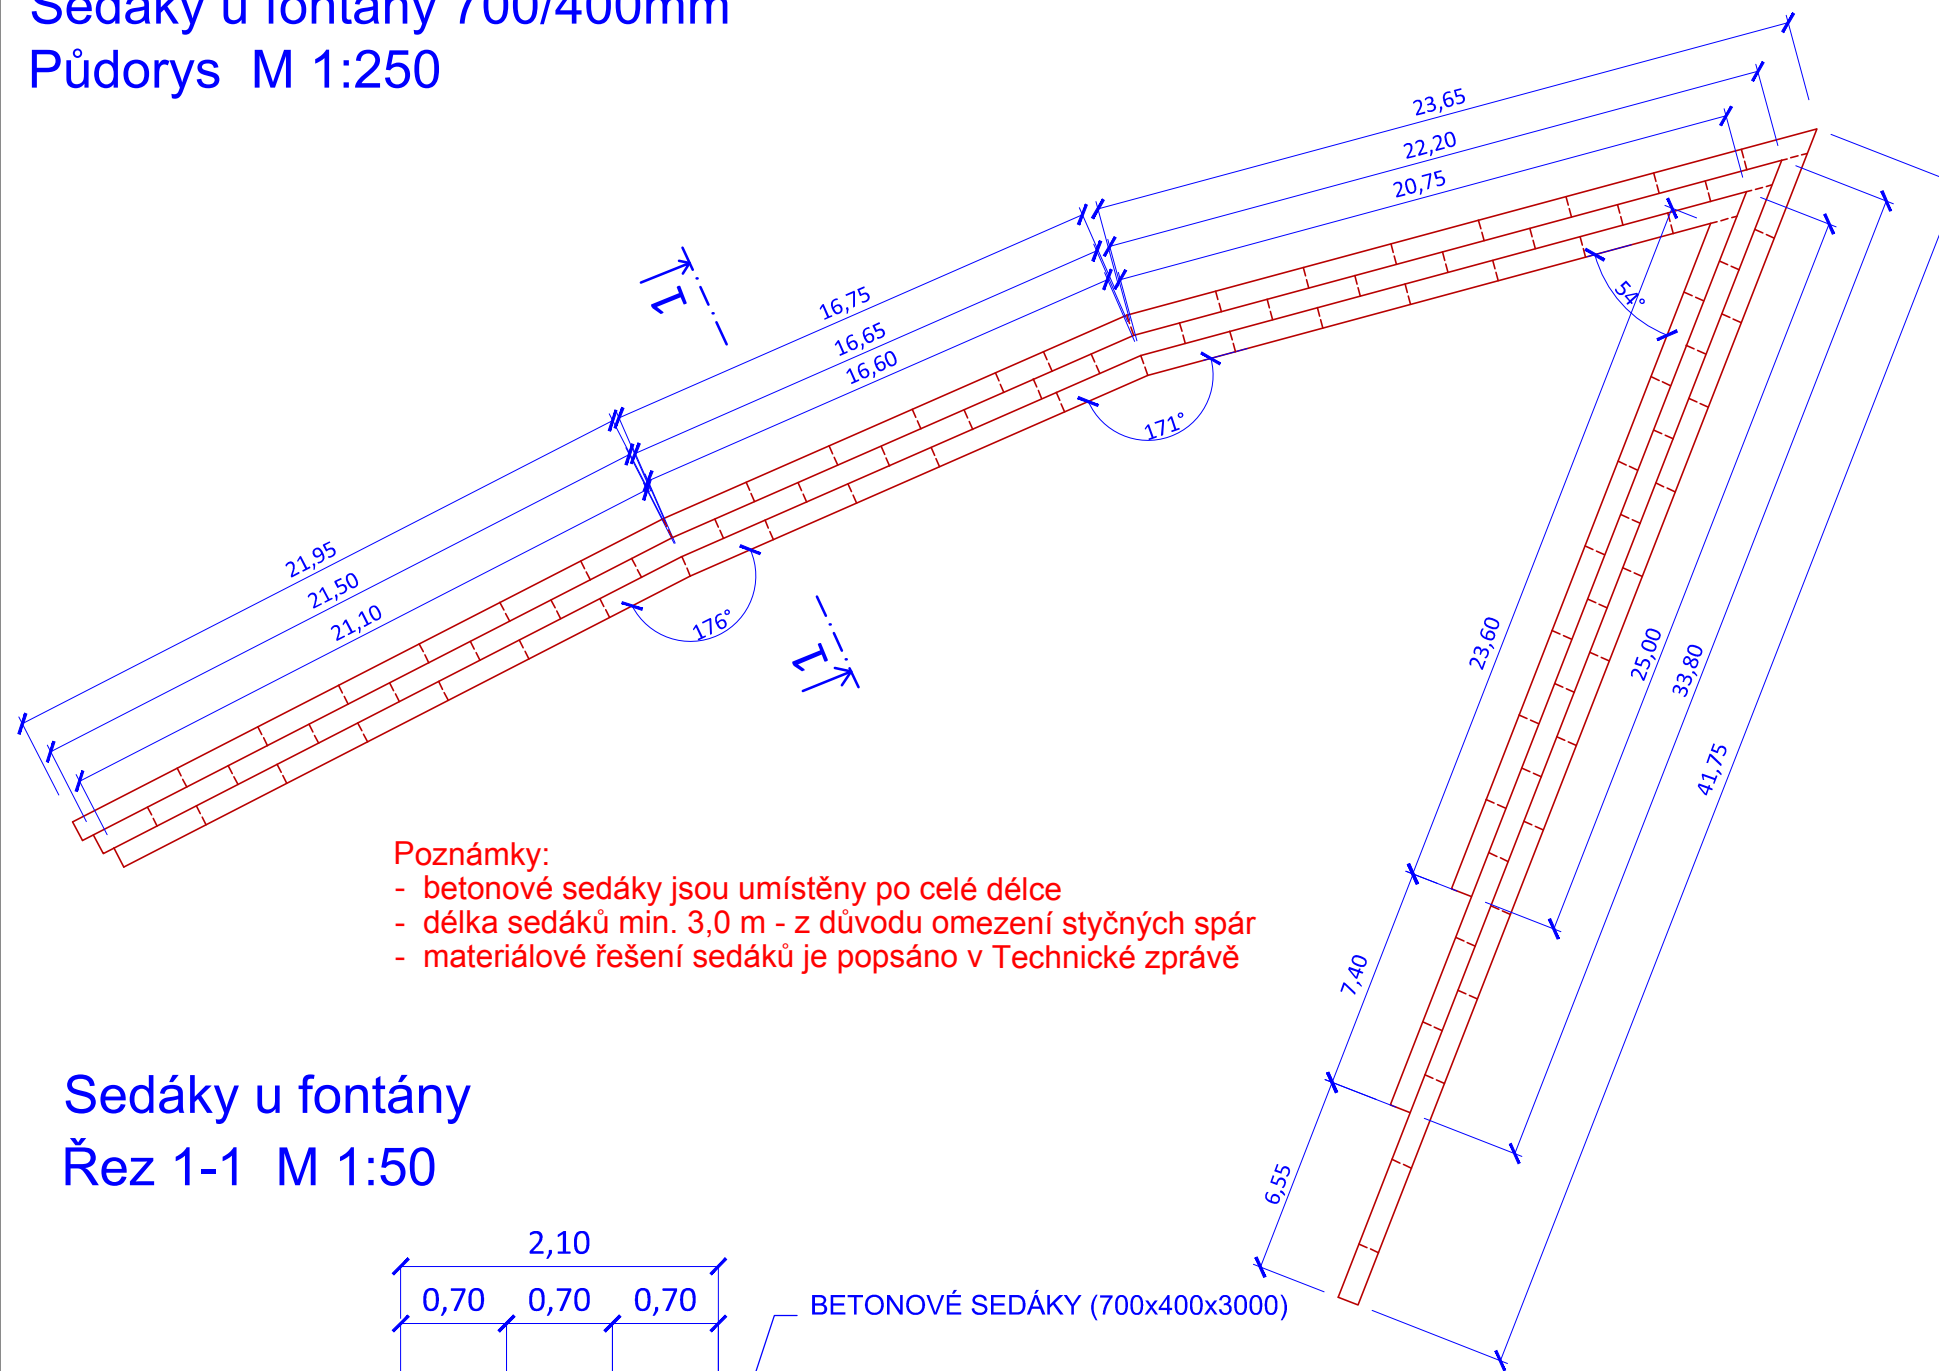 Sedáky u fontány 700/400mm
Půdorys M 1:250
23,65
22,20
20,75
16,75
16,65
16,60
21,95
21,50
21,10
1
1
54°
171°
176°
23,60
25,00
33,80
41,75
7,40
6,55
Poznámky:
- betonové sedáky jsou umístěny po celé délce
- délka sedáků min. 3,0 m - z důvodu omezení styčných spár
- materiálové řešení sedáků je popsáno v Technické zprávě
Sedáky u fontány
Řez 1-1 M 1:50
2,10
0,70 0,70 0,70
BETONOVÉ SEDÁKY (700x400x3000)